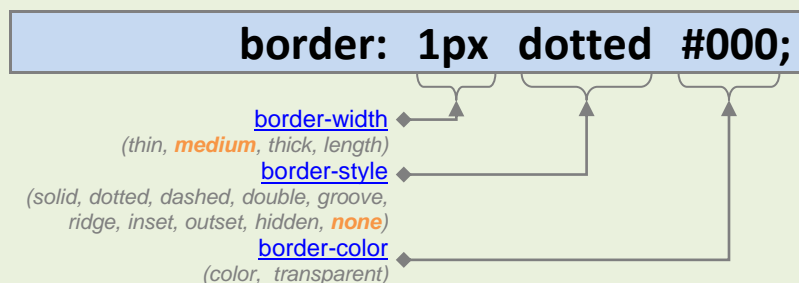 border: 1px dotted #000;
border-width
(thin, medium, thick, length)
border-style
(solid, dotted, dashed, double, groove,
ridge, inset, outset, hidden, none)
border-color
(color, transparent)